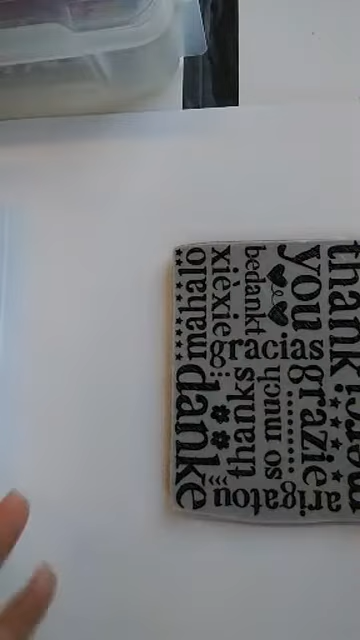 mahalo
xièxie
bedankt
you
thank
gracias
danke
thanks
so much
grazie
arigatou